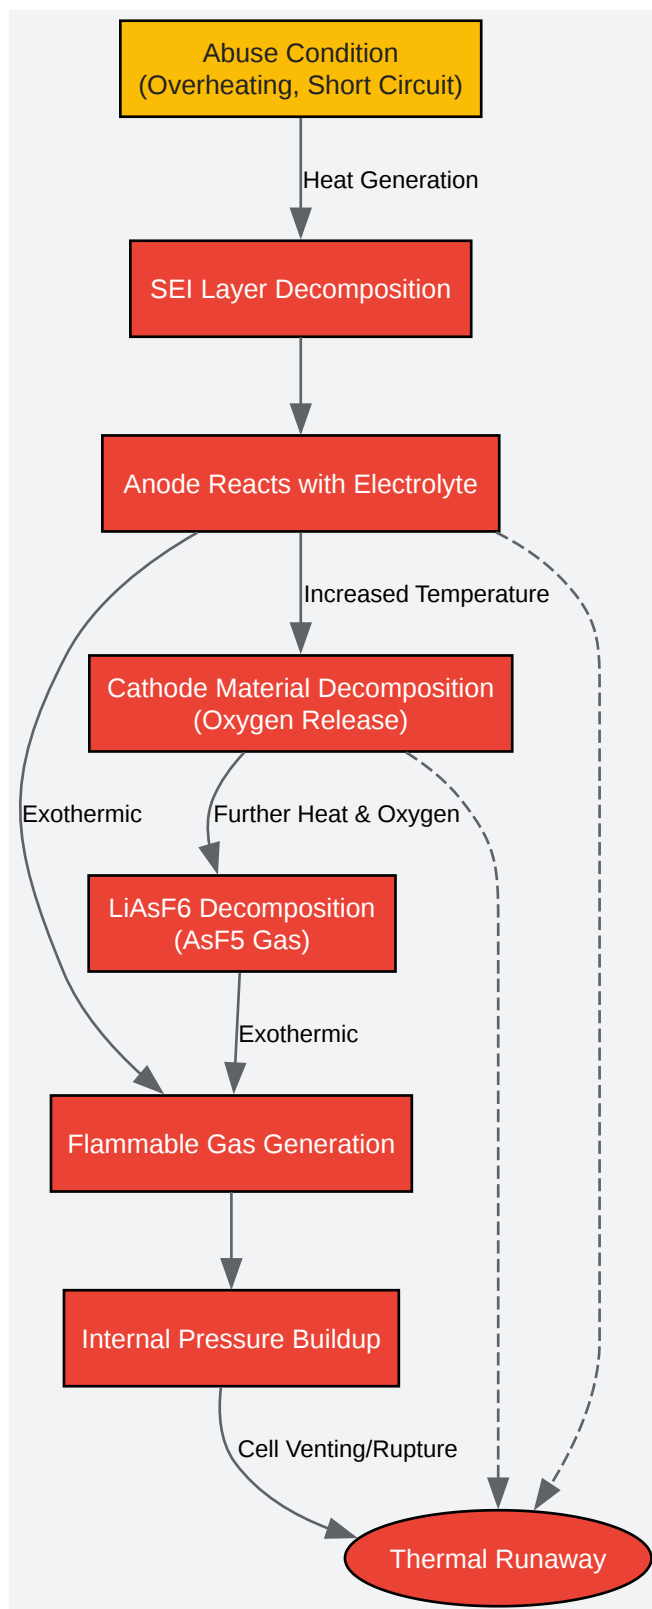 Abuse Condition
(Overheating, Short Circuit)
Heat Generation
SEI Layer Decomposition
Anode Reacts with Electrolyte
Increased Temperature
Cathode Material Decomposition
(Oxygen Release)
Exothermic
Further Heat & Oxygen
LiAsF6 Decomposition
(AsF5 Gas)
Exothermic
Flammable Gas Generation
Internal Pressure Buildup
Cell Venting/Rupture
Thermal Runaway